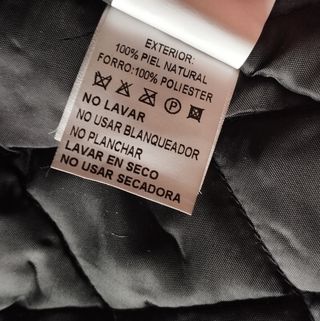 EXTERIOR:
100% PIEL NATURAL
FORRO:100% POLIESTER
P
NO LAVAR
NO USAR BLANQUEADOR
NO PLANCHAR
LAVAR EN SECO
NO USAR SECADORA